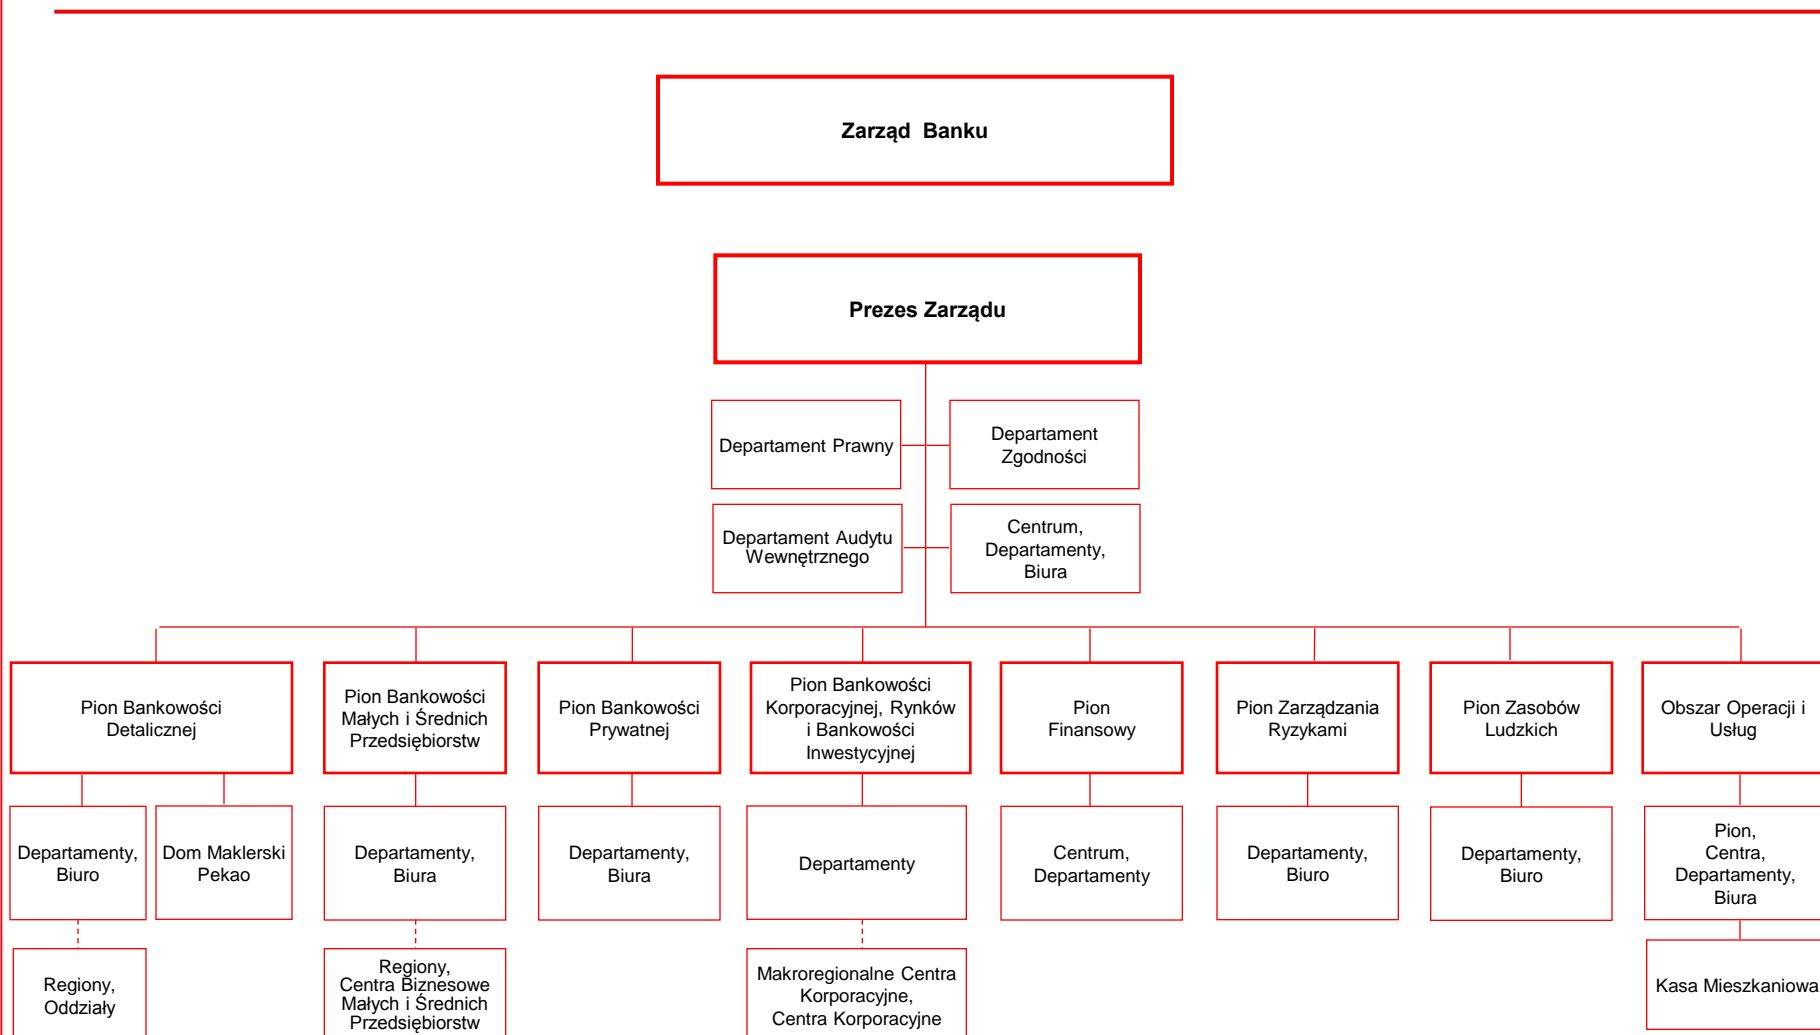 Zarząd Banku
Prezes Zarządu
Departament Prawny
Departament
Zgodności
Departament Audytu
Wewnętrznego
Centrum,
Departamenty,
Biura
Pion Bankowości
Detalicznej
Pion Bankowości
Małych i Średnich
Przedsiębiorstw
Pion Bankowości
Prywatnej
Pion Bankowości
Korporacyjnej, Rynków
i Bankowości
Inwestycyjnej
Pion
Finansowy
Pion Zarządzania
Ryzykami
Pion Zasobów
Ludzkich
Obszar Operacji i
Usług
Departamenty,
Biuro
Dom Maklerski
Pekao
Departamenty,
Biura
Departamenty,
Biura
Departamenty
Centrum,
Departamenty
Departamenty,
Biuro
Departamenty,
Biuro
Pion,
Centra,
Departamenty,
Biura
Regiony,
Oddziały
Regiony,
Centra Biznesowe
Małych i Średnich
Przedsiębiorstw
Makroregionalne Centra
Korporacyjne,
Centra Korporacyjne
Kasa Mieszkaniowa